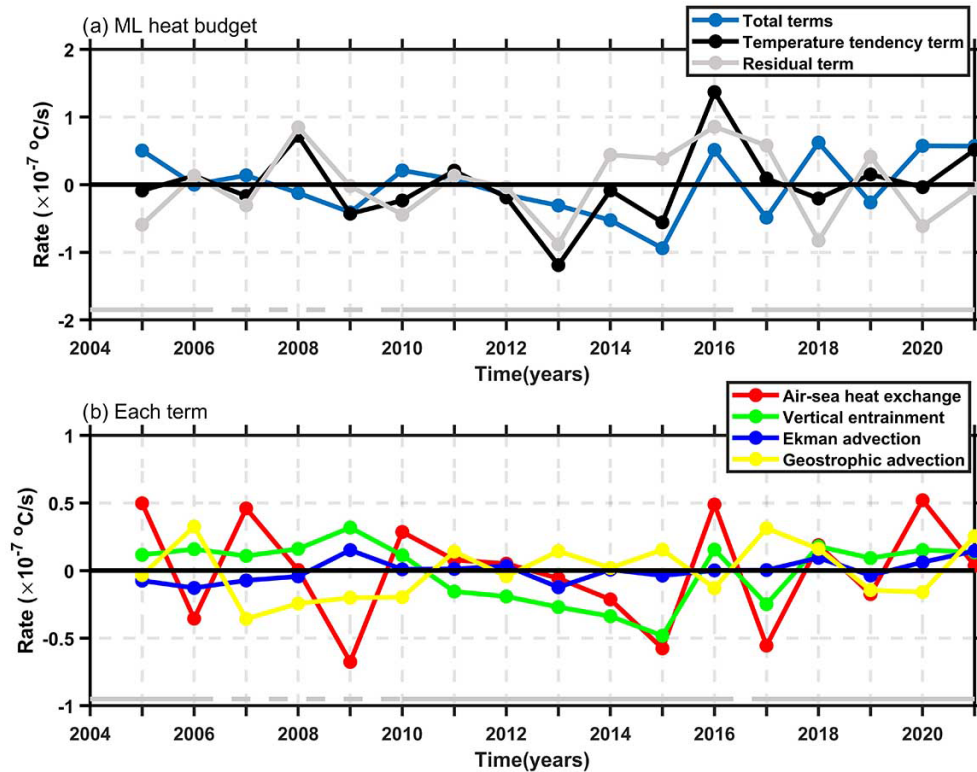 (a) ML heat budget
Total terms
Temperature tendency term
Residual term
2
1
0
-1
-2
Rate (×10⁻⁷ °C/s)
2004 2006 2008 2010 2012 2014 2016 2018 2020
Time(years)
(b) Each term
Air-sea heat exchange
Vertical entrainment
Ekman advection
Geostrophic advection
1
0.5
0
-0.5
-1
Rate (×10⁻⁷ °C/s)
2004 2006 2008 2010 2012 2014 2016 2018 2020
Time(years)